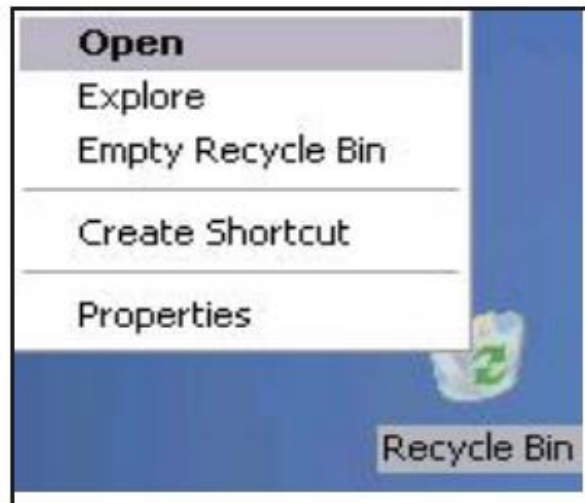 Open
Explore
Empty Recycle Bin
Create Shortcut
Properties
Recycle Bin